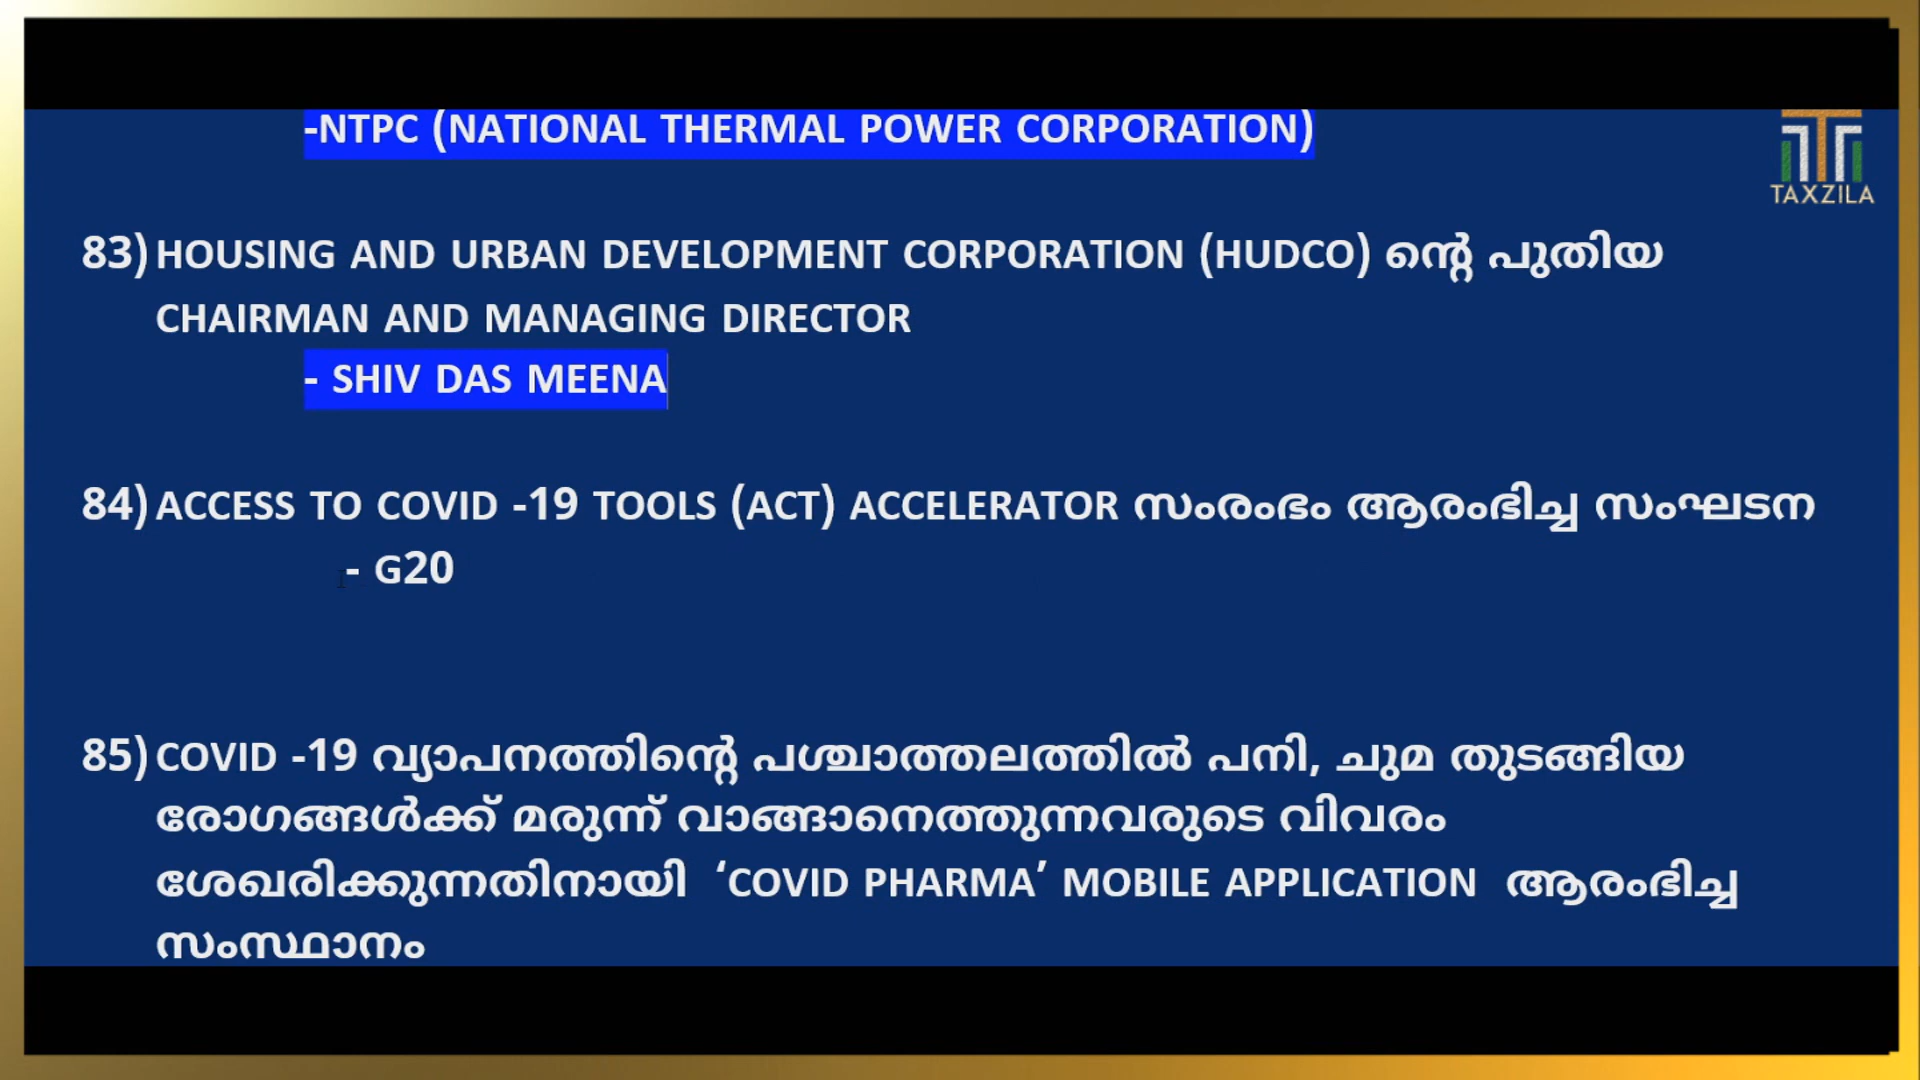 -NTPC (NATIONAL THERMAL POWER CORPORATION)
TAXZILA
83) HOUSING AND URBAN DEVELOPMENT CORPORATION (HUDCO) ന്റെ പുതിയ
CHAIRMAN AND MANAGING DIRECTOR
- SHIV DAS MEENA
84) ACCESS TO COVID -19 TOOLS (ACT) ACCELERATOR സംരംഭം ആരംഭിച്ച സംഘടന
- G20
85) COVID -19 വ്യാപനത്തിന്റെ പശ്ചാത്തലത്തിൽ പനി, ചുമ തുടങ്ങിയ
രോഗങ്ങൾക്ക് മരുന്ന് വാങ്ങാനെത്തുന്നവരുടെ വിവരം
ശേഖരിക്കുന്നതിനായി ‘COVID PHARMA’ MOBILE APPLICATION ആരംഭിച്ച
സംസ്ഥാനം